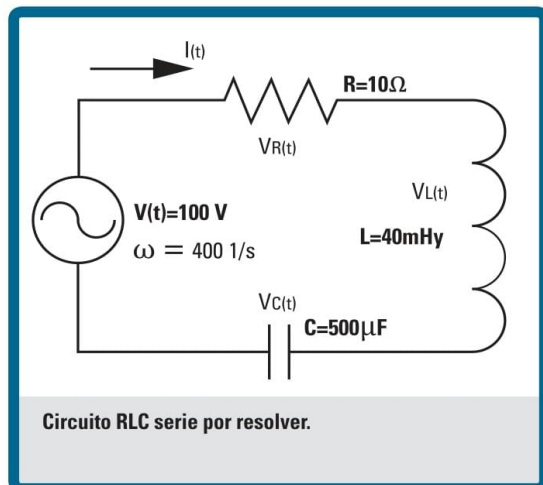 I(t)
R=10Ω
VR(t)
VL(t)
V(t)=100 V
ω = 400 1/s
L=40mHy
VC(t)
C=500µF
Circuito RLC serie por resolver.